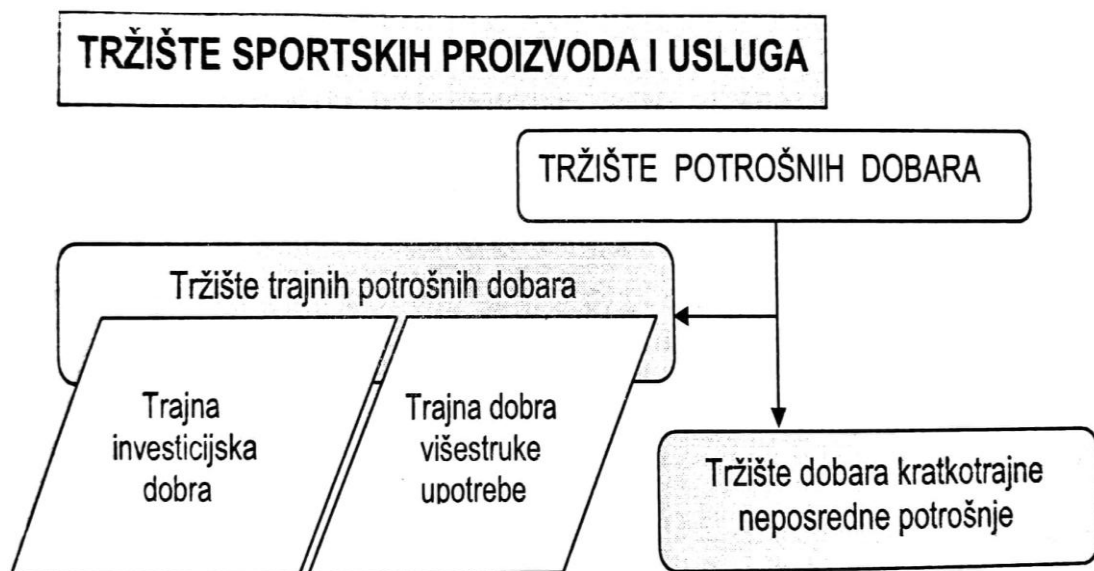 TRŽIŠTE SPORTSKIH PROIZVODA I USLUGA
TRŽIŠTE POTROŠNIH DOBARA
Tržište trajnih potrošnih dobara
Trajna
investicijska
dobra
Trajna dobra
višestruke
upotrebe
Tržište dobara kratkotrajne
neposredne potrošnje